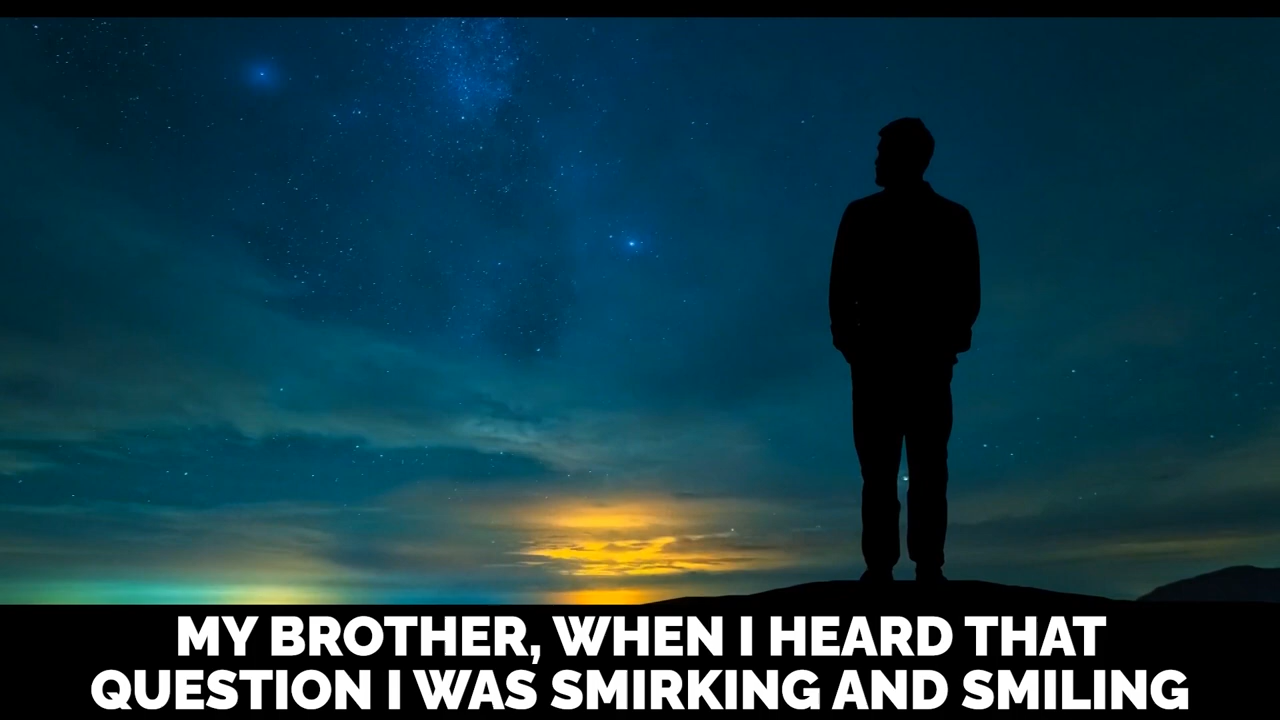 MY BROTHER, WHEN I HEARD THAT
QUESTION I WAS SMIRKING AND SMILING